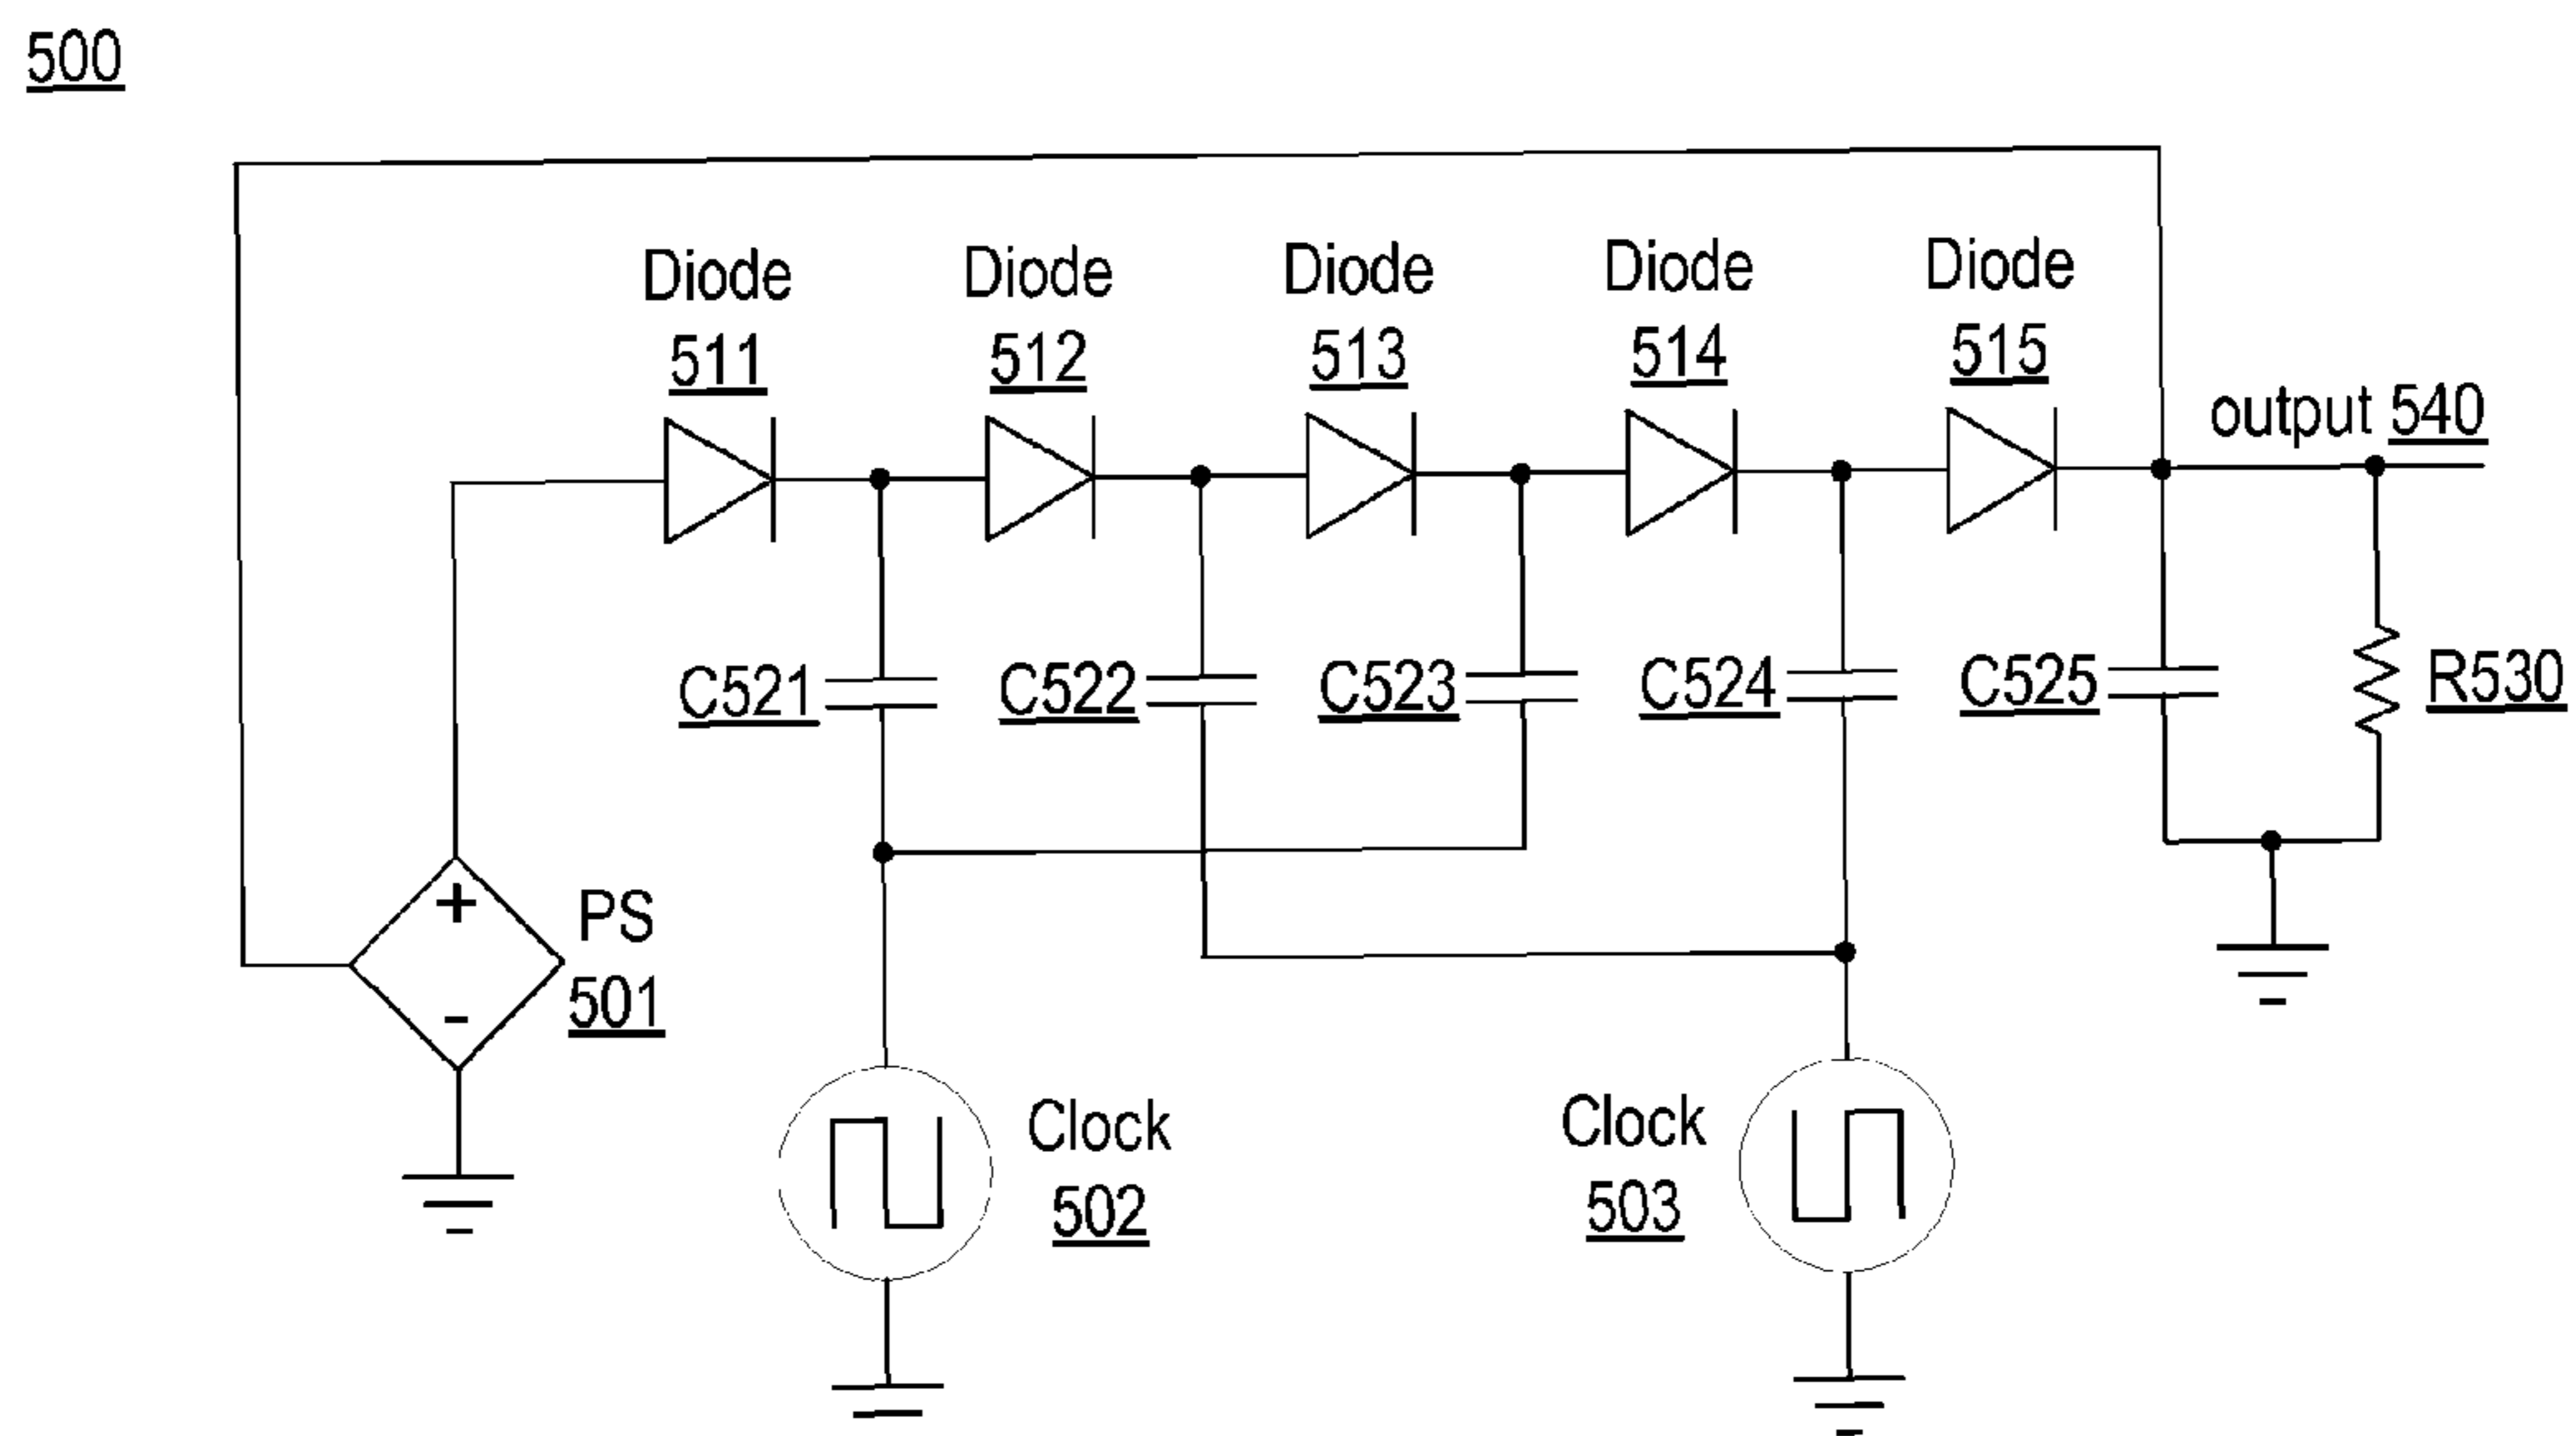 500
Diode
511
Diode
512
Diode
513
Diode
514
Diode
515
output 540
C521
C522
C523
C524
C525
R530
+
-
PS
501
Clock
502
Clock
503